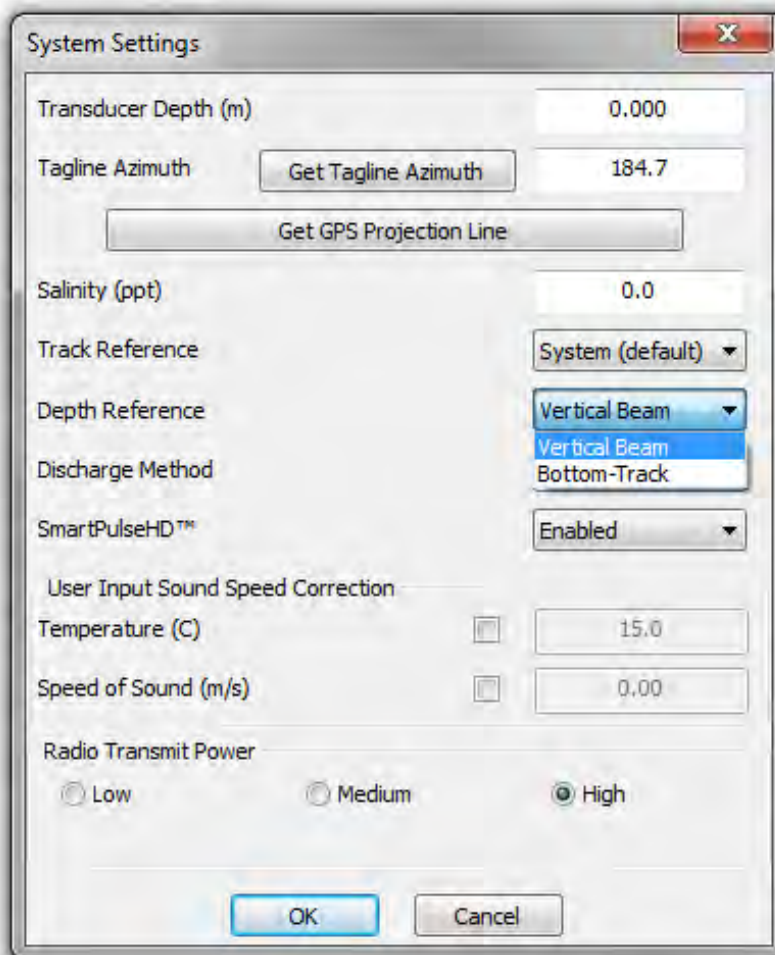 System Settings
Transducer Depth (m) 0.000
Tagline Azimuth Get Tagline Azimuth 184.7
Get GPS Projection Line
Salinity (ppt) 0.0
Track Reference System (default)
Depth Reference Vertical Beam
Vertical Beam
Discharge Method Bottom-Track
SmartPulseHD™ Enabled
User Input Sound Speed Correction
Temperature (C) 15.0
Speed of Sound (m/s) 0.00
Radio Transmit Power
Low Medium High
OK Cancel